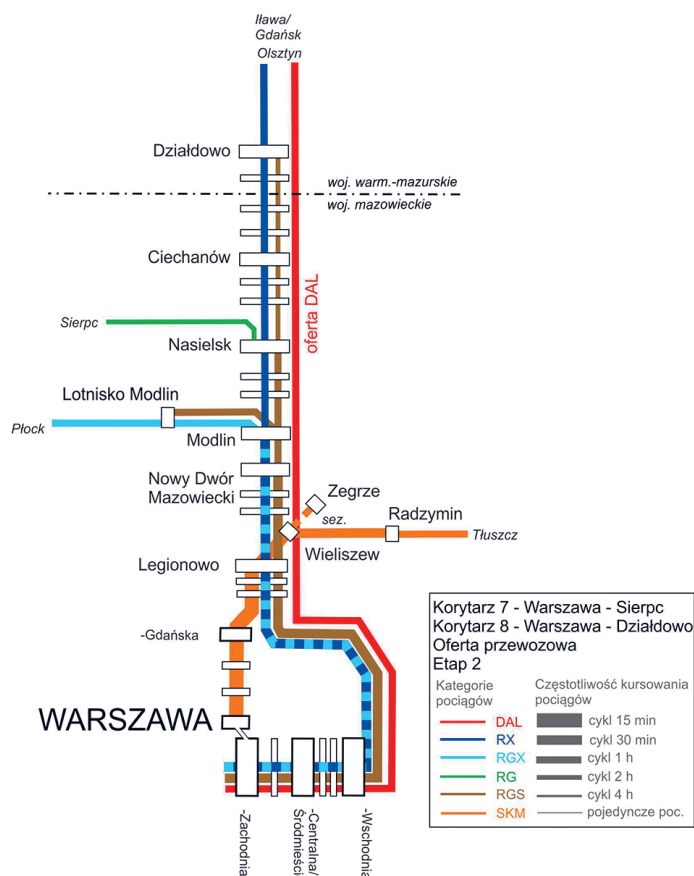 Iława/
Gdańsk
Olsztyn
Działdowo
woj. warm.-mazurskie
woj. mazowieckie
Ciechanów
oferta DAL
Sierpc
Nasielsk
Lotnisko Modlin
Płock
Modlin
Nowy Dwór
Mazowiecki
Zegrze
sez.
Radzymin
Tłuszcz
Wieliszew
Legionowo
-Gdańska
WARSZAWA
-Zachodnia
-Centralna/
Śródmieście
-Wschodnia
Korytarz 7 - Warszawa - Sierpc
Korytarz 8 - Warszawa - Działdowo
Oferta przewozowa
Etap 2
Kategorie
pociągów
Częstotliwość kursowania
pociągów
DAL
cykl 15 min
RX
cykl 30 min
RGX
cykl 1 h
RG
cykl 2 h
RGS
cykl 4 h
SKM
pojedyncze poc.